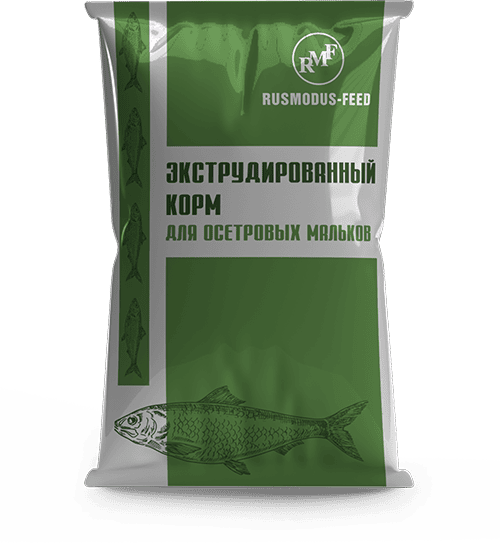 RMF
RUSMODUS-FEED
ЭКСТРУДИРОВАННЫЙ
КОРМ
ДЛЯ ОСЕТРОВЫХ МАЛЬКОВ